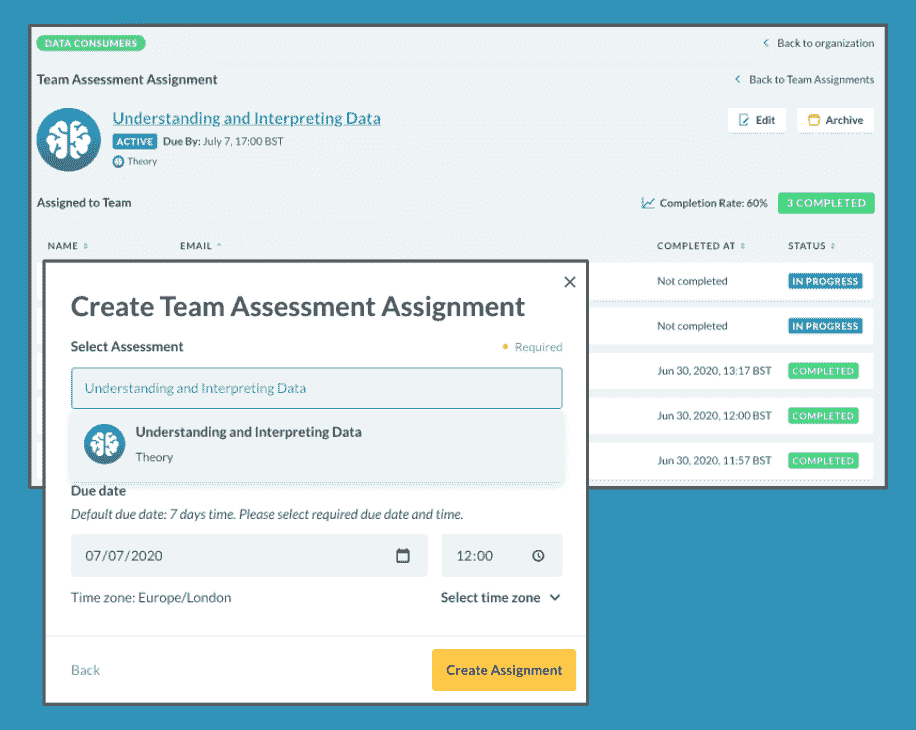 DATA CONSUMERS
Back to organization
Team Assessment Assignment
Back to Team Assignments
Understanding and Interpreting Data
Edit
Archive
ACTIVE Due By: July 7, 17:00 BST
Theory
Assigned to Team
Completion Rate: 60%
3 COMPLETED
NAME EMAIL COMPLETED AT STATUS
Not completed IN PROGRESS
Not completed IN PROGRESS
Jun 30, 2020, 13:17 BST COMPLETED
Jun 30, 2020, 12:00 BST COMPLETED
Jun 30, 2020, 11:57 BST COMPLETED
Create Team Assessment Assignment
Select Assessment
Required
Understanding and Interpreting Data
Understanding and Interpreting Data
Theory
Due date
Default due date: 7 days time. Please select required due date and time.
07/07/2020 12:00
Time zone: Europe/London Select time zone
Back Create Assignment